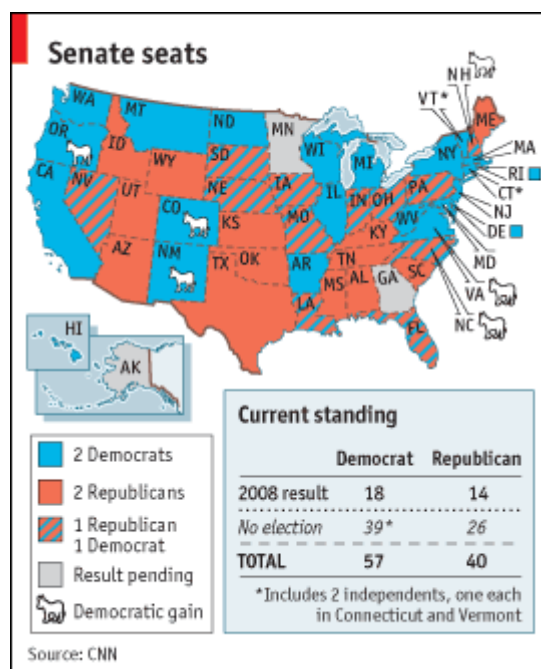 Senate seats
NH
VT*
WA
MT
ND
MN
ME
OR
ID
SD
WI
MI
NY
MA
WY
RI
CA
NV
NE
IA
PA
CT*
UT
CO
IL
IN
OH
NJ
KS
MO
WV
DE
KY
MD
AZ
NM
OK
TN
VA
TX
AR
SC
MS
AL
GA
NC
LA
FL
HI
AK
Current standing
Democrat Republican
2008 result 18 14
No election 39* 26
TOTAL 57 40
*Includes 2 independents, one each
in Connecticut and Vermont
2 Democrats
2 Republicans
1 Republican
1 Democrat
Result pending
Democratic gain
Source: CNN